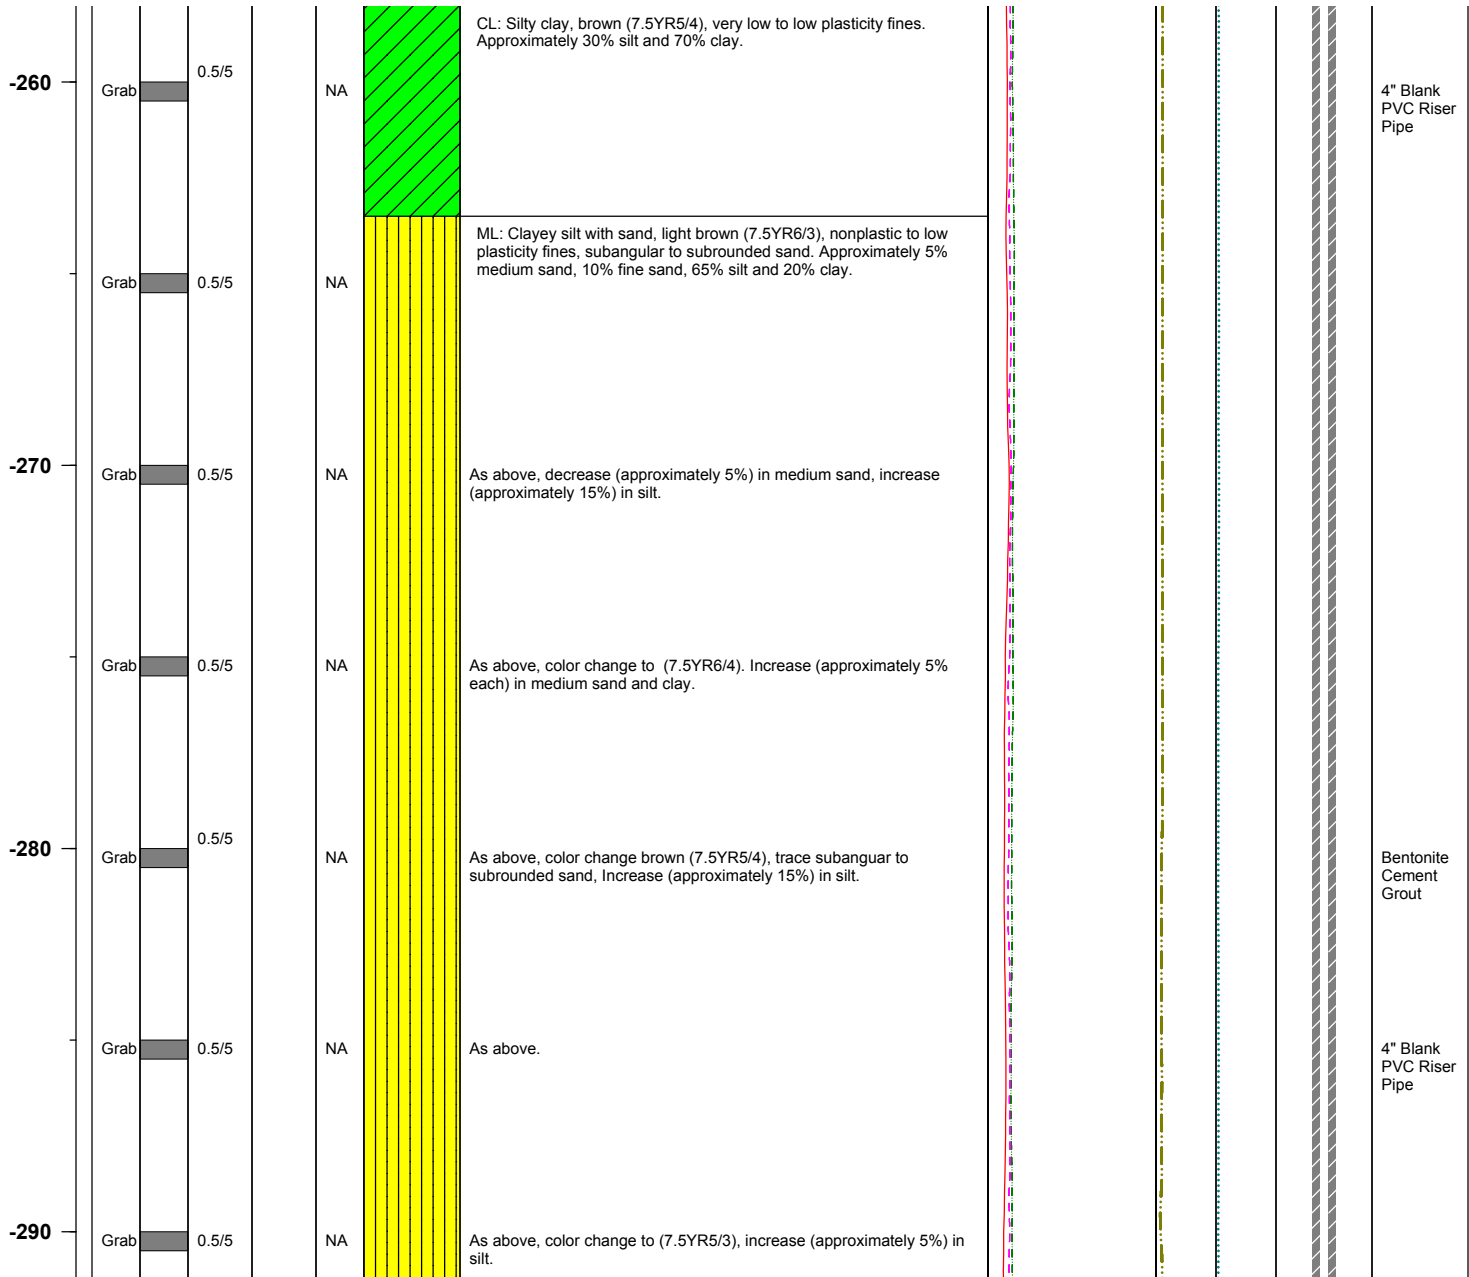 CL: Silty clay, brown (7.5YR5/4), very low to low plasticity fines.
Approximately 30% silt and 70% clay.
-260
Grab
0.5/5
NA
4" Blank
PVC Riser
Pipe
ML: Clayey silt with sand, light brown (7.5YR6/3), nonplastic to low
plasticity fines, subangular to subrounded sand. Approximately 5%
medium sand, 10% fine sand, 65% silt and 20% clay.
Grab
0.5/5
NA
-270
Grab
0.5/5
NA
As above, decrease (approximately 5%) in medium sand, increase
(approximately 15%) in silt.
Grab
0.5/5
NA
As above, color change to  (7.5YR6/4). Increase (approximately 5%
each) in medium sand and clay.
-280
Grab
0.5/5
NA
As above, color change brown (7.5YR5/4), trace subanguar to
subrounded sand, Increase (approximately 15%) in silt.
Bentonite
Cement
Grout
Grab
0.5/5
NA
As above.
4" Blank
PVC Riser
Pipe
-290
Grab
0.5/5
NA
As above, color change to (7.5YR5/3), increase (approximately 5%) in
silt.